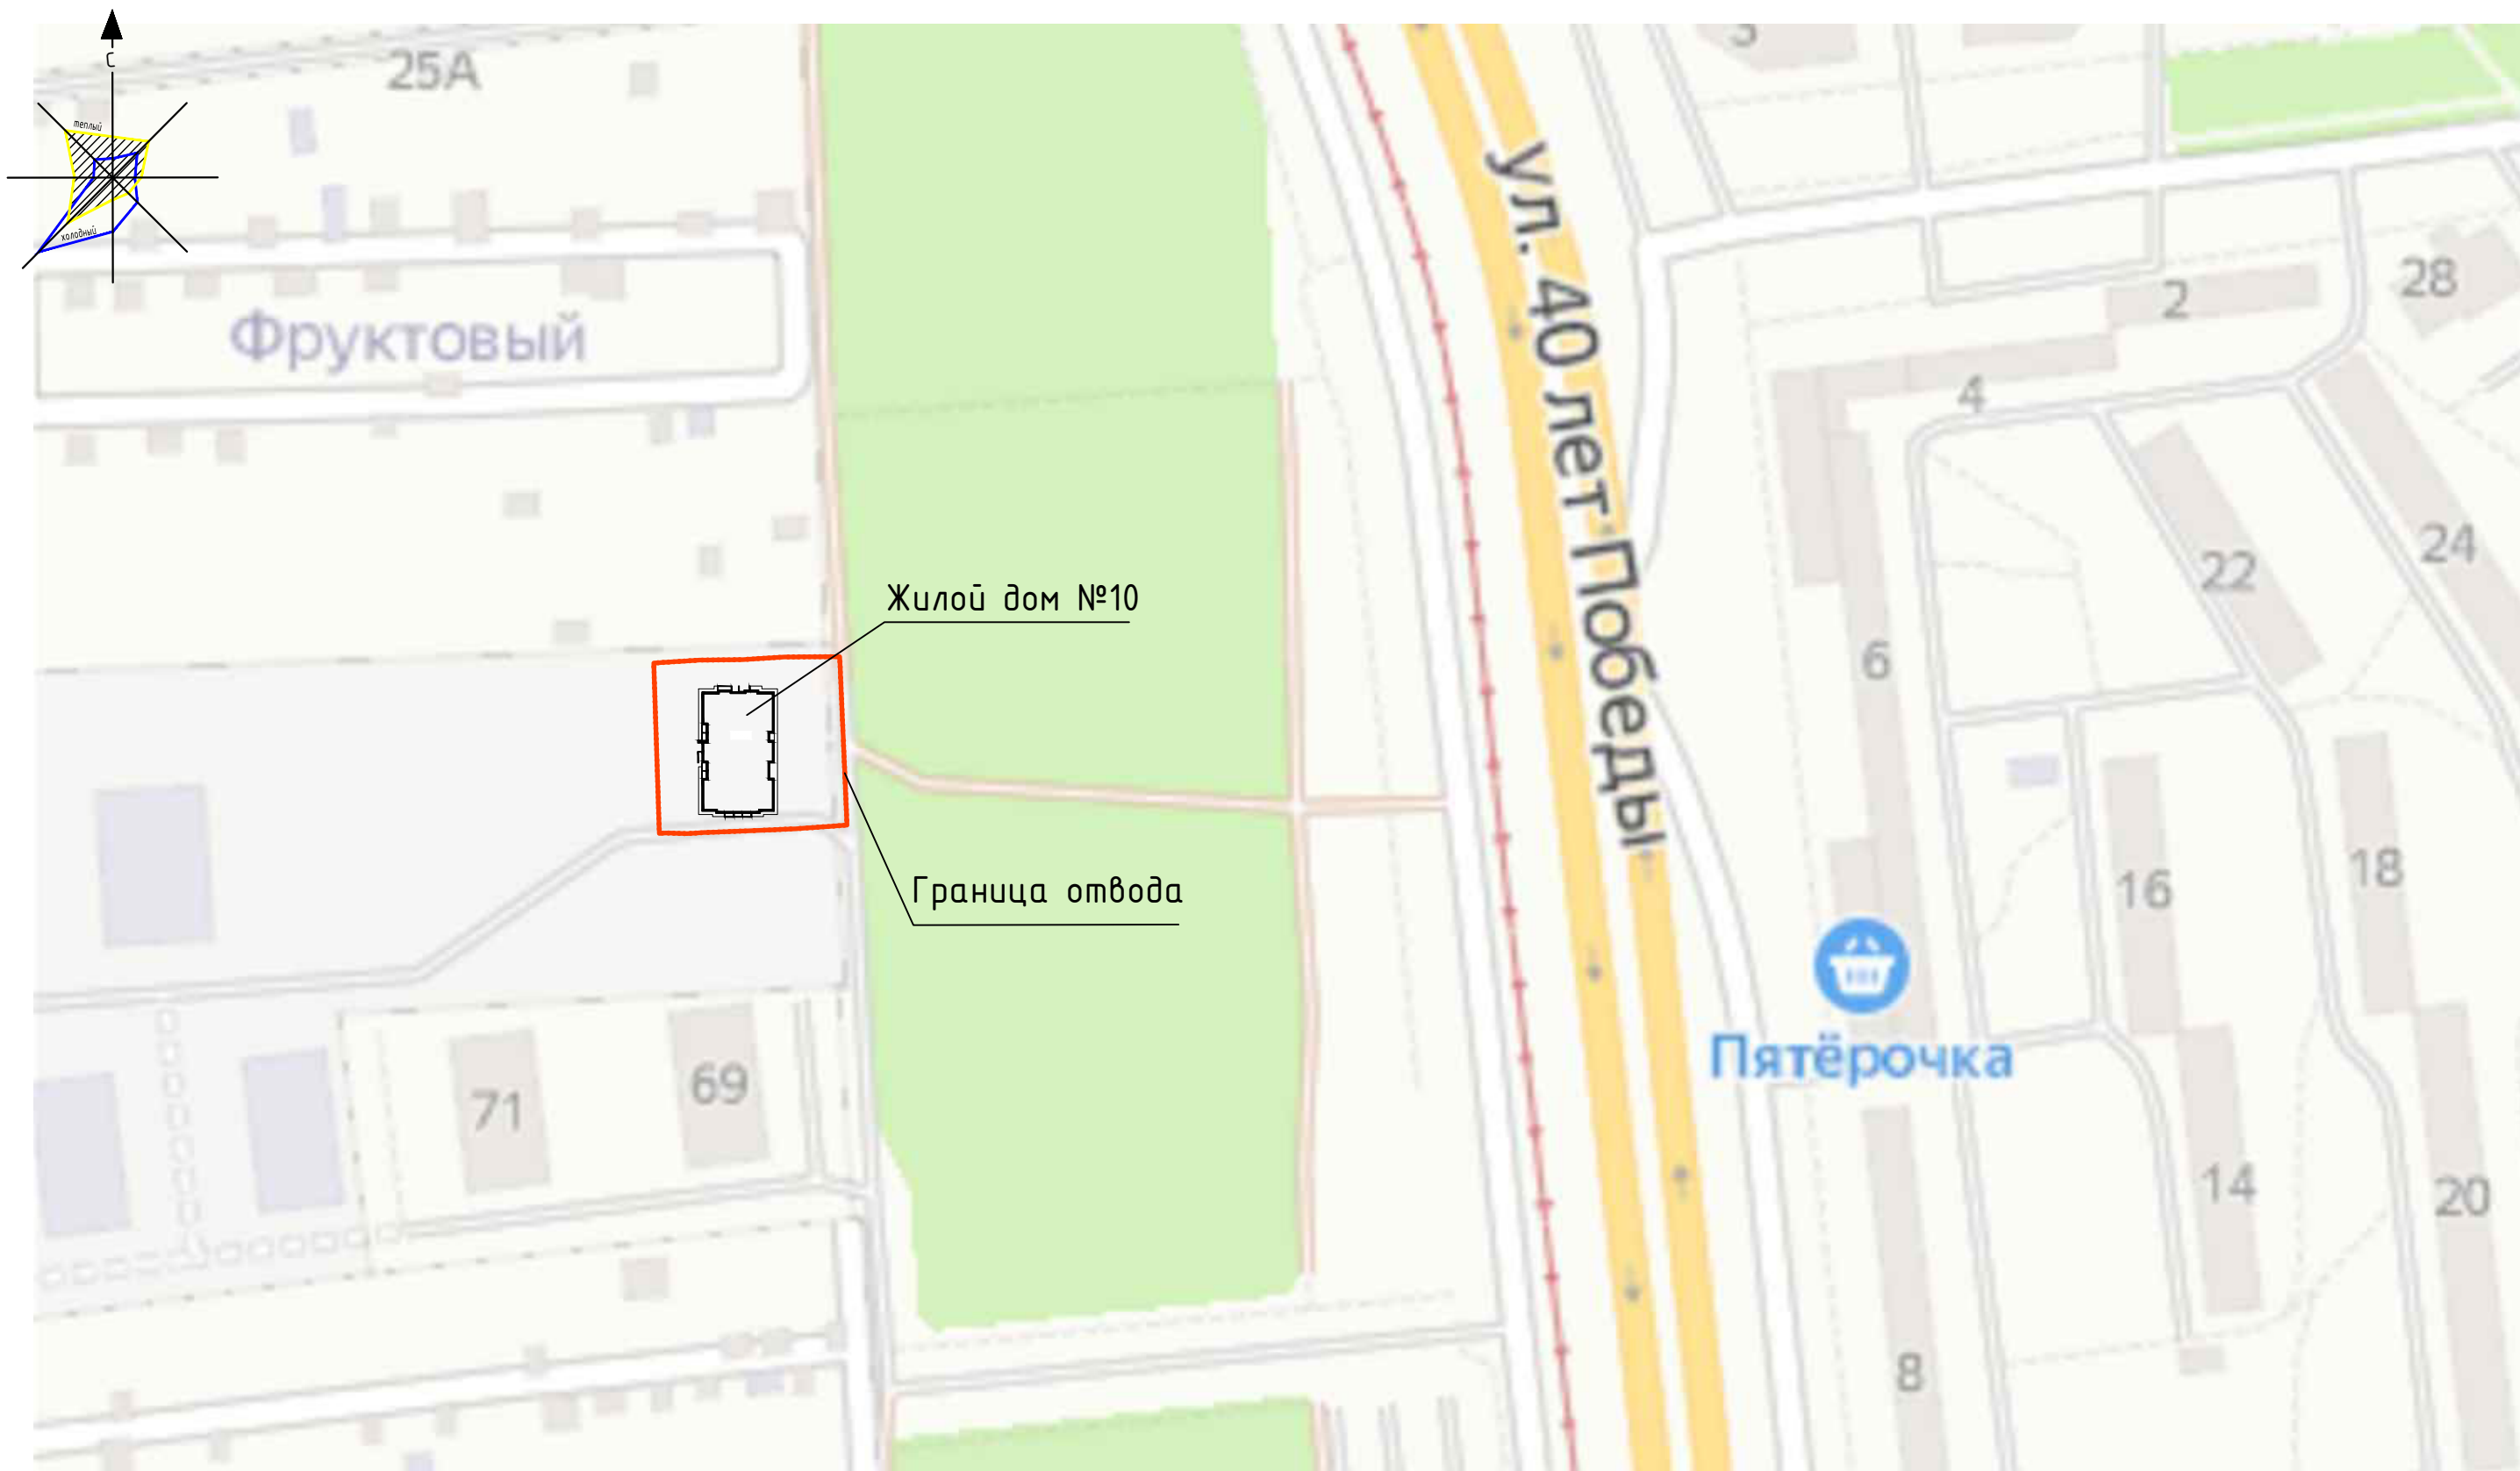 С
25А
3
теплый
холодный
ул. 40 лет Победы
Фруктовый
2
28
4
22
24
Жилой дом №10
6
Граница отвода
16
18
Пятёрочка
71
69
14
20
8